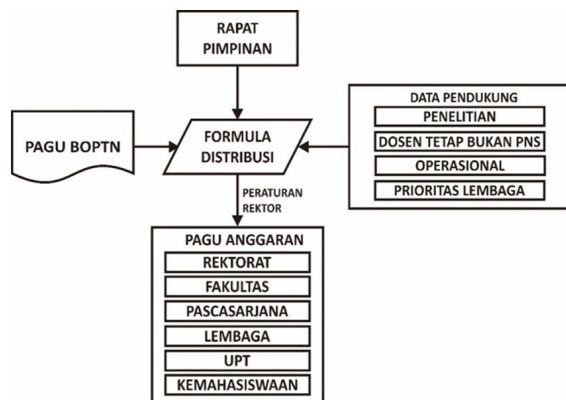 RAPAT
PIMPINAN
PAGU BOPTN
FORMULA
DISTRIBUSI
DATA PENDUKUNG
PENELITIAN
DOSEN TETAP BUKAN PNS
OPERASIONAL
PRIORITAS LEMBAGA
PERATURAN
REKTOR
PAGU ANGGARAN
REKTORAT
FAKULTAS
PASCASARJANA
LEMBAGA
UPT
KEMAHASISWAAN